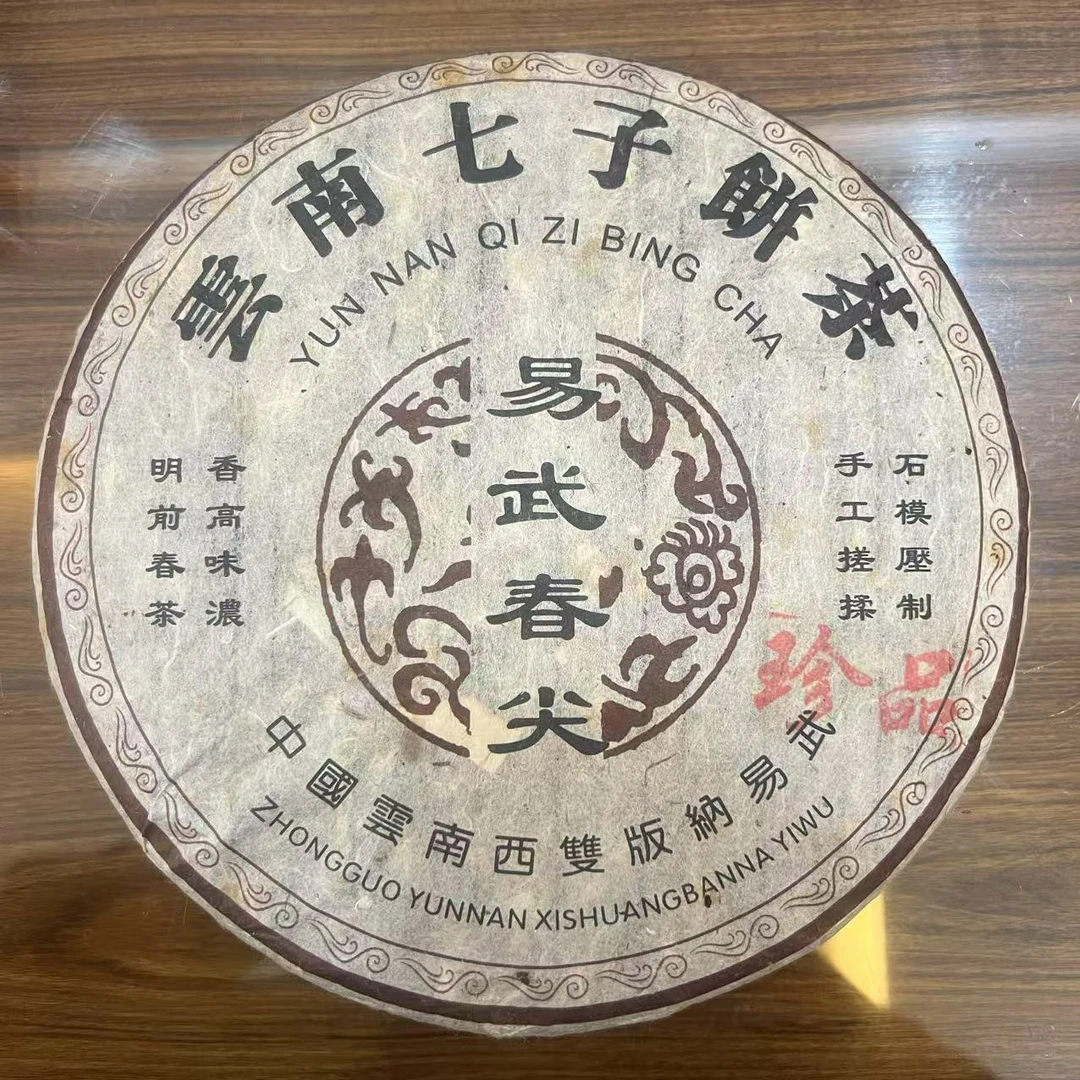 雲南七子餅茶
YUN NAN QI ZI BING CHA
易武春尖
明前春茶
香高味濃
手工搓揉
石模壓制
珍品
中國雲南西雙版納易武
ZHONGGUO YUNNAN XISHUANGBANNA YIWU